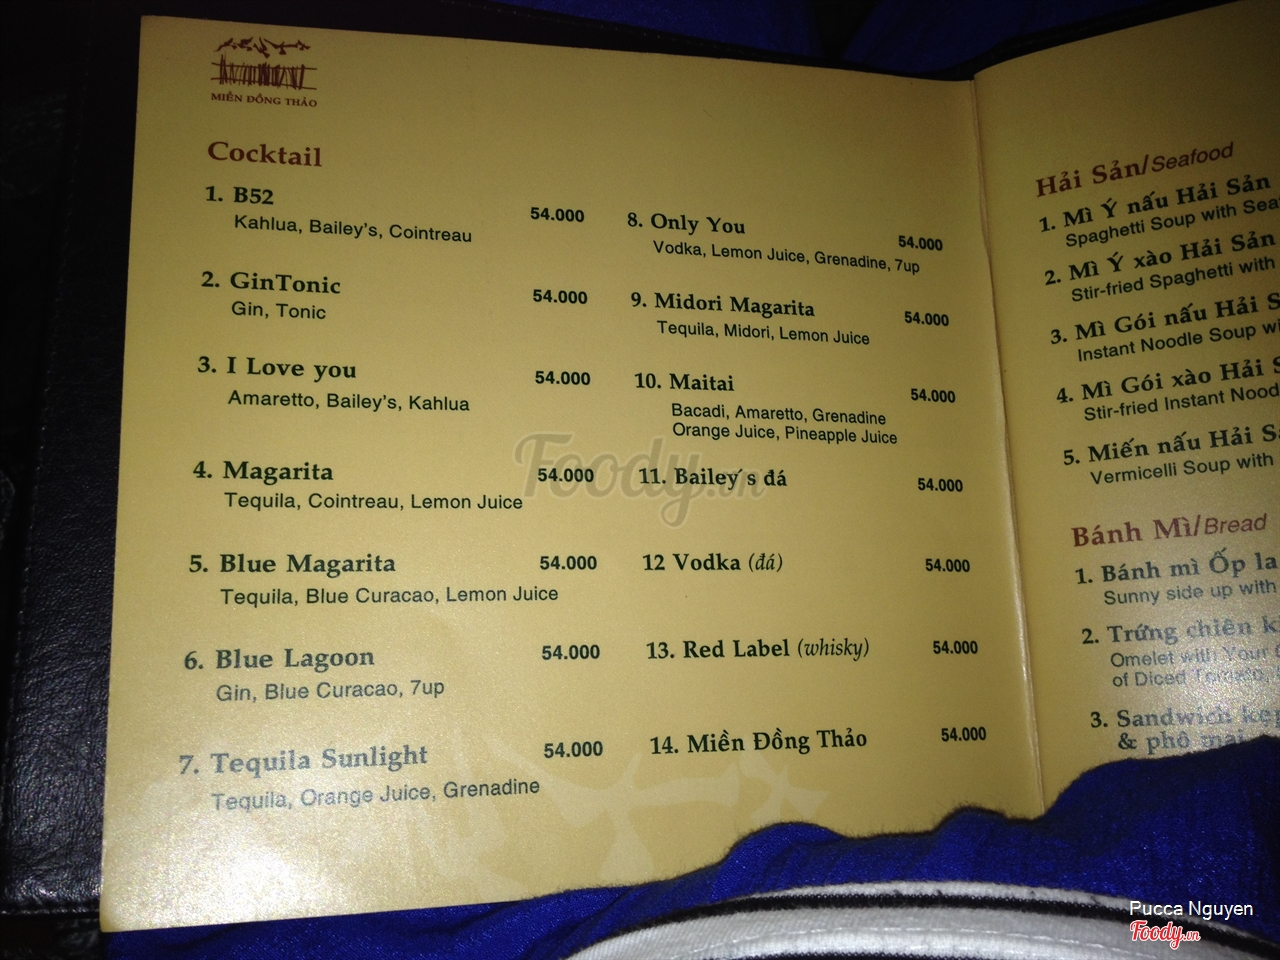 MIỀN ĐỒNG THẢO
Cocktail
1. B52
54.000
Kahlua, Bailey's, Cointreau
2. GinTonic
54.000
Gin, Tonic
3. I Love you
54.000
Amaretto, Bailey's, Kahlua
4. Magarita
54.000
Tequila, Cointreau, Lemon Juice
5. Blue Magarita
54.000
Tequila, Blue Curacao, Lemon Juice
6. Blue Lagoon
54.000
Gin, Blue Curacao, 7up
7. Tequila Sunlight
54.000
Tequila, Orange Juice, Grenadine
8. Only You
54.000
Vodka, Lemon Juice, Grenadine, 7up
9. Midori Magarita
54.000
Tequila, Midori, Lemon Juice
10. Maitai
54.000
Bacadi, Amaretto, Grenadine
Orange Juice, Pineapple Juice
11. Bailey's đá
54.000
12 Vodka (đá)
54.000
13. Red Label (whisky)
54.000
14. Miền Đồng Thảo
54.000
Hải Sản/Seafood
1. Mì Ý nấu Hải Sản
Spaghetti Soup with
2. Mì Ý xào Hải Sản
Stir-fried Spaghetti with
3. Mì Gói nấu Hải
Instant Noodle Soup
4. Mì Gói xào Hải
Stir-fried Instant
5. Miến nấu Hải
Vermicelli Soup with
Bánh Mì/Bread
1. Bánh mì Ốp la
Sunny side up with
2. Trứng chiên
Omelet with Your
of Diced Tomato,
3. Sandwich
& phô mai
Foody.vn
Pucca Nguyen
Foody.vn